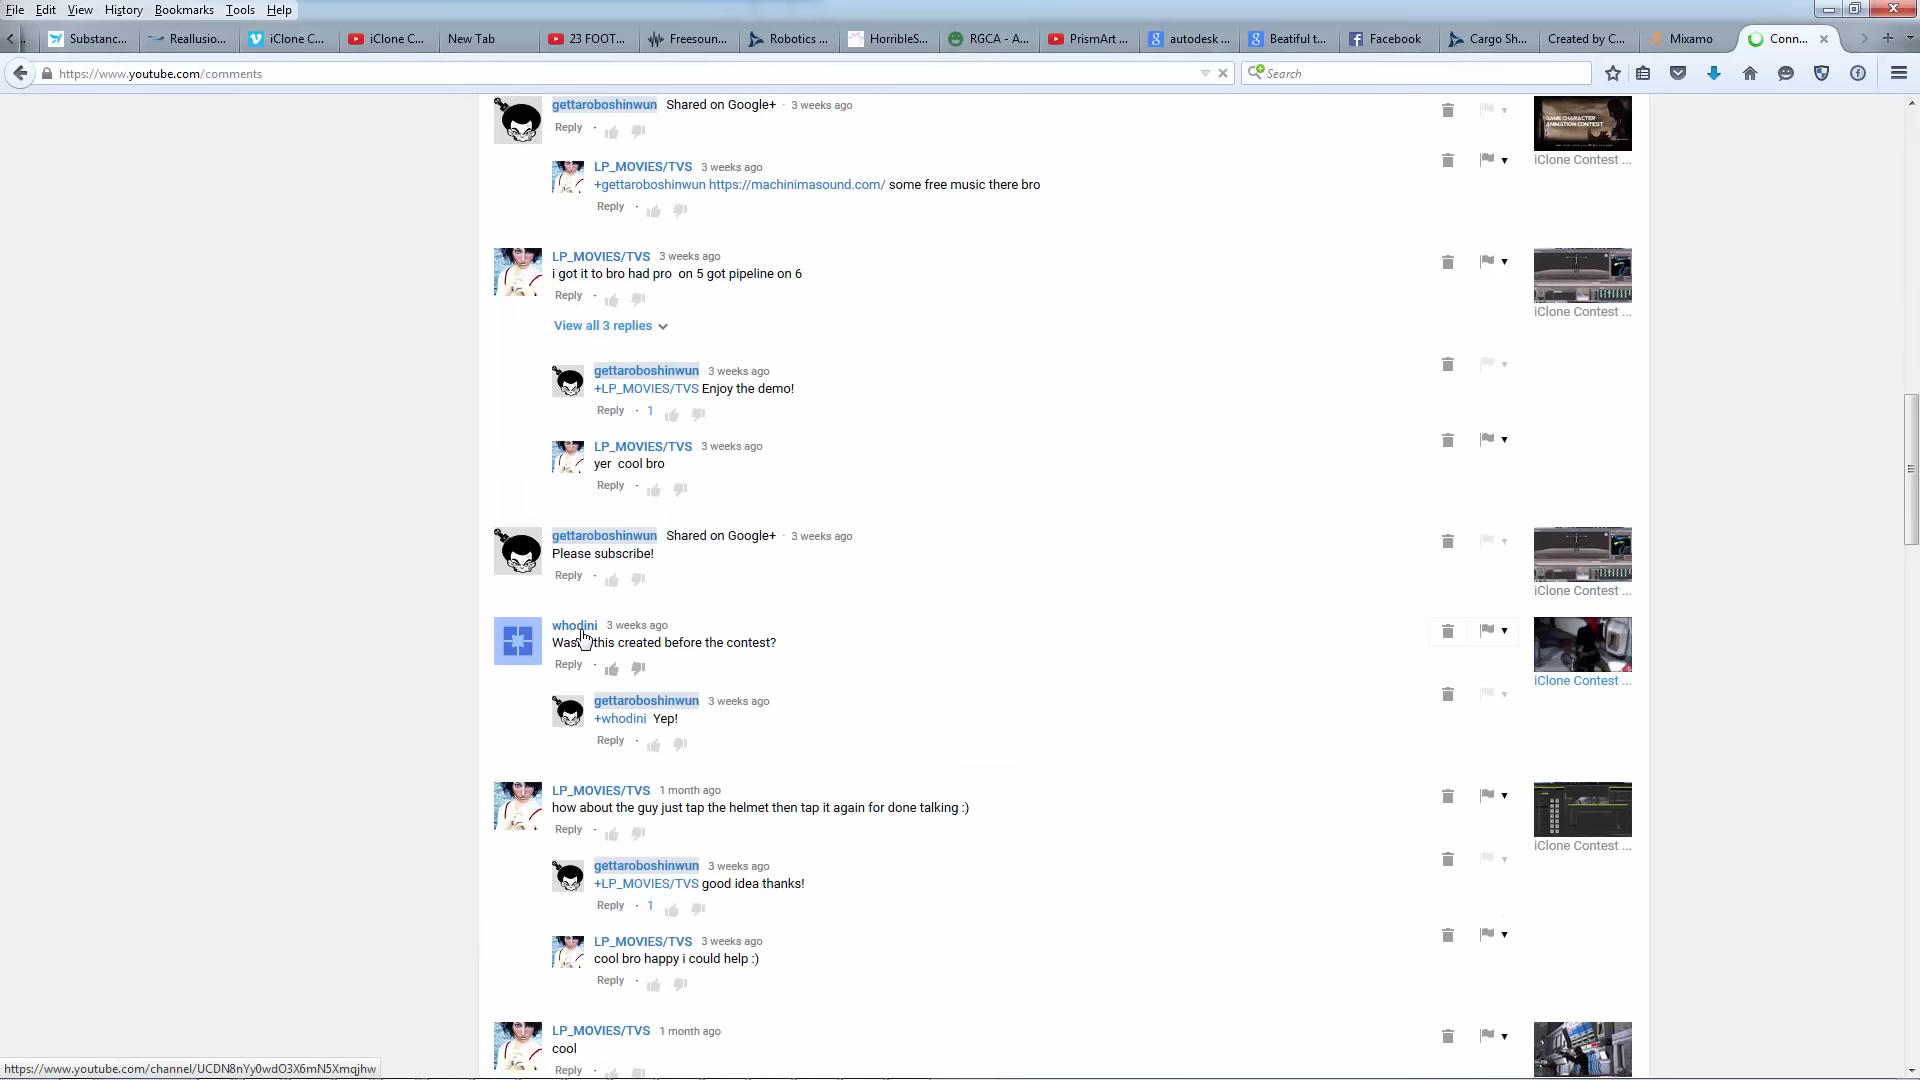 File Edit View History Bookmarks Tools Help
Substanc... Reallusio... iClone C... iClone C... New Tab 23 FOOT... Freesoun... Robotics ... HorribleS... RGCA - A... PrismArt ... autodesk ... Beatiful t... Facebook Cargo Sh... Created by C... Mixamo Conn...
https://www.youtube.com/comments Search
gettaroboshinwun Shared on Google+ · 3 weeks ago
Reply ·
iClone Contest ...
LP_MOVIES/TVS 3 weeks ago
+gettaroboshinwun https://machinimasound.com/ some free music there bro
Reply ·
LP_MOVIES/TVS 3 weeks ago
i got it to bro had pro on 5 got pipeline on 6
Reply ·
iClone Contest ...
View all 3 replies
gettaroboshinwun 3 weeks ago
+LP_MOVIES/TVS Enjoy the demo!
Reply · 1
LP_MOVIES/TVS 3 weeks ago
yer cool bro
Reply ·
gettaroboshinwun Shared on Google+ · 3 weeks ago
Please subscribe!
Reply ·
iClone Contest ...
whodini 3 weeks ago
this created before the contest?
Reply ·
iClone Contest ...
gettaroboshinwun 3 weeks ago
+whodini Yep!
Reply ·
LP_MOVIES/TVS 1 month ago
how about the guy just tap the helmet then tap it again for done talking :)
Reply ·
iClone Contest ...
gettaroboshinwun 3 weeks ago
+LP_MOVIES/TVS good idea thanks!
Reply · 1
LP_MOVIES/TVS 3 weeks ago
cool bro happy i could help :)
Reply ·
LP_MOVIES/TVS 1 month ago
cool
Reply ·
https://www.youtube.com/channel/UCDN8nYy0wdO3X6mN5Xmqjhw